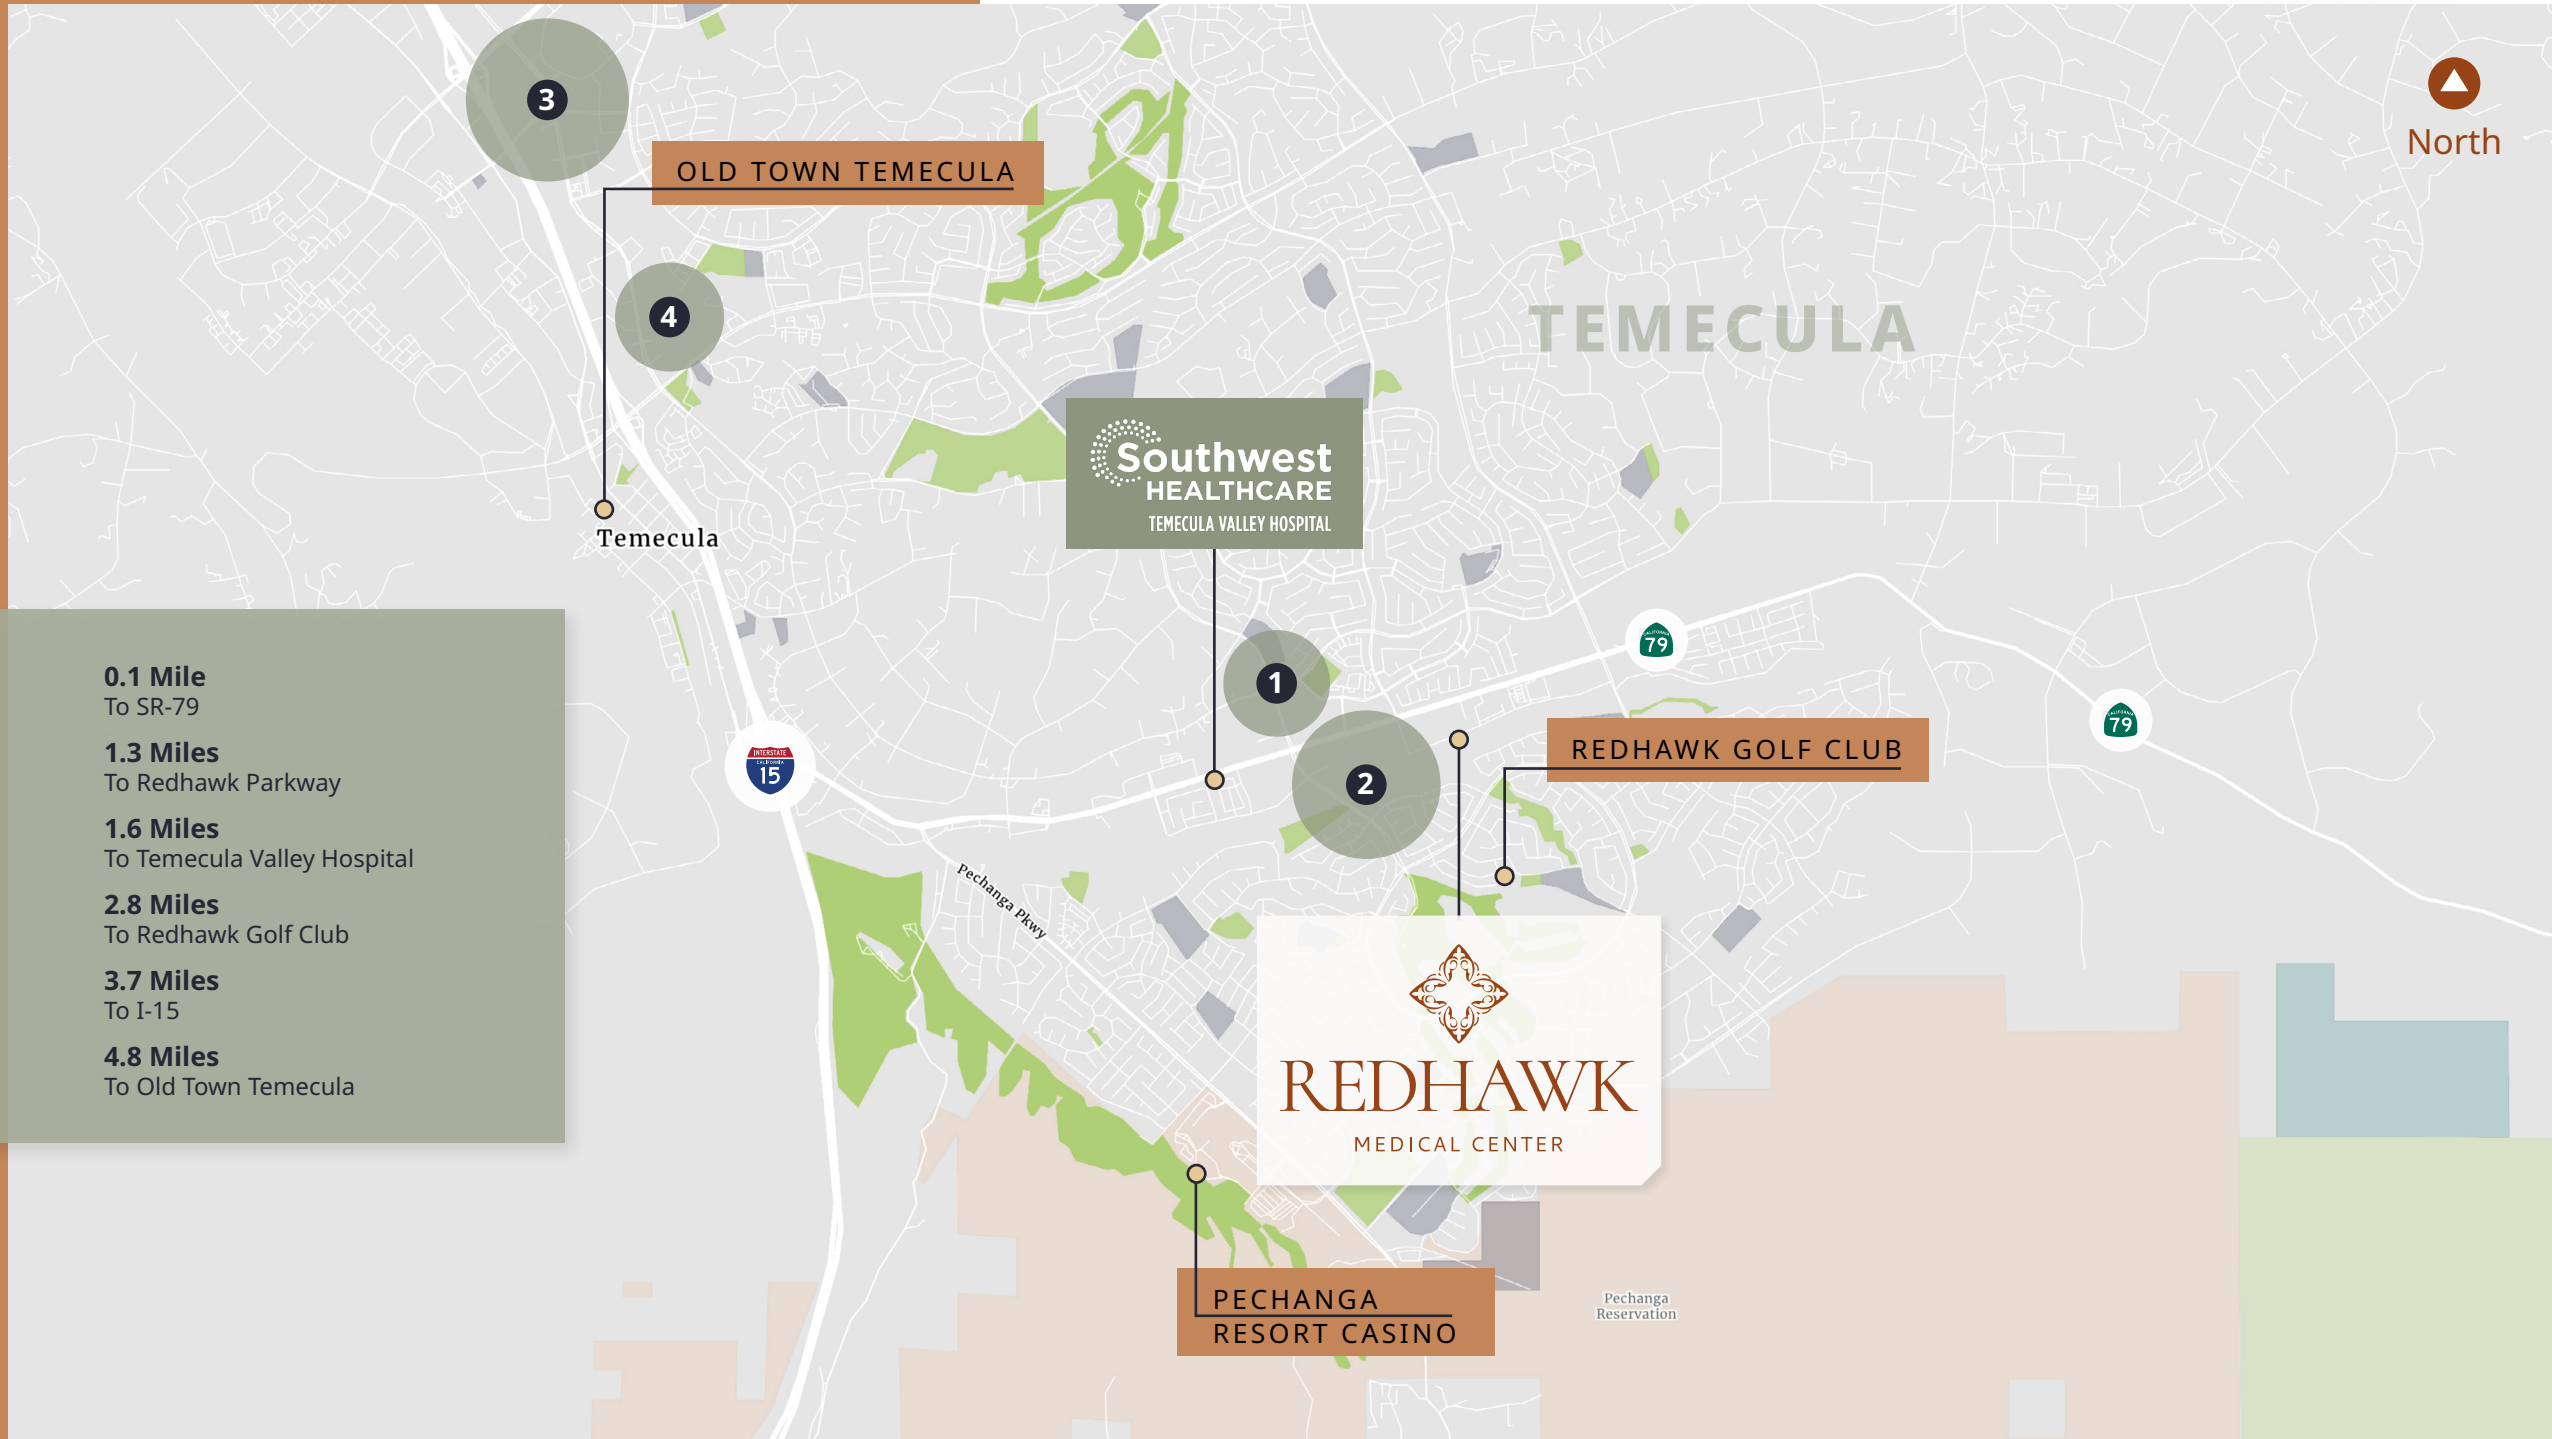 3
North
OLD TOWN TEMECULA
4
TEMECULA
Southwest
HEALTHCARE
TEMECULA VALLEY HOSPITAL
Temecula
CALIFORNIA
79
1
0.1 Mile
To SR-79
1.3 Miles
To Redhawk Parkway
1.6 Miles
To Temecula Valley Hospital
2.8 Miles
To Redhawk Golf Club
3.7 Miles
To I-15
4.8 Miles
To Old Town Temecula
INTERSTATE
CALIFORNIA
15
2
REDHAWK GOLF CLUB
CALIFORNIA
79
Pechanga Pkwy
REDHAWK
MEDICAL CENTER
PECHANGA
RESORT CASINO
Pechanga
Reservation